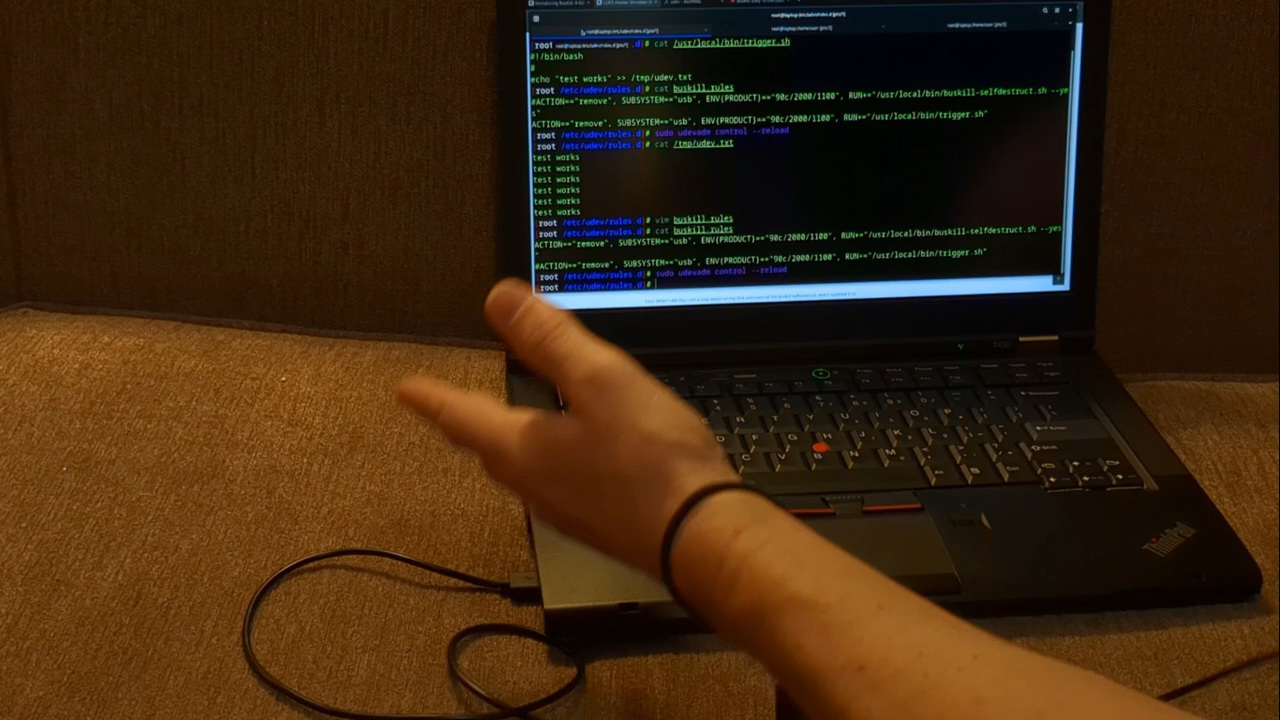 [root /etc/udev/rules.d]# cat /usr/local/bin/trigger.sh
#!/bin/bash
#
echo "test works" >> /tmp/udev.txt
[root /etc/udev/rules.d]# cat buskill.rules
#ACTION=="remove", SUBSYSTEM=="usb", ENV{PRODUCT}=="90c/2000/1100", RUN+="/usr/local/bin/buskill-selfdestruct.sh --ye
s"
ACTION=="remove", SUBSYSTEM=="usb", ENV{PRODUCT}=="90c/2000/1100", RUN+="/usr/local/bin/trigger.sh"
[root /etc/udev/rules.d]# sudo udevadm control --reload
[root /etc/udev/rules.d]# cat /tmp/udev.txt
test works
test works
test works
test works
test works
test works
[root /etc/udev/rules.d]# vim buskill.rules
[root /etc/udev/rules.d]# cat buskill.rules
ACTION=="remove", SUBSYSTEM=="usb", ENV{PRODUCT}=="90c/2000/1100", RUN+="/usr/local/bin/buskill-selfdestruct.sh --yes
"
#ACTION=="remove", SUBSYSTEM=="usb", ENV{PRODUCT}=="90c/2000/1100", RUN+="/usr/local/bin/trigger.sh"
[root /etc/udev/rules.d]# sudo udevadm control --reload
[root /etc/udev/rules.d]#
T Y U I O P
D F G H J K L
C V B N M
ThinkPad